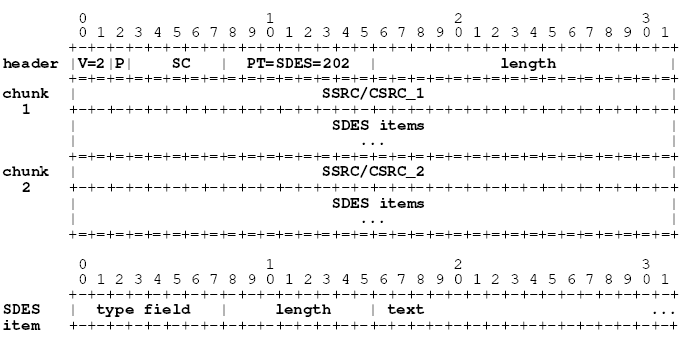 0                   1                   2                   3
        0 1 2 3 4 5 6 7 8 9 0 1 2 3 4 5 6 7 8 9 0 1 2 3 4 5 6 7 8 9 0 1
       +-+-+-+-+-+-+-+-+-+-+-+-+-+-+-+-+-+-+-+-+-+-+-+-+-+-+-+-+-+-+-+-+
header |V=2|P|    SC   |  PT=SDES=202  |             length            |
       +=+=+=+=+=+=+=+=+=+=+=+=+=+=+=+=+=+=+=+=+=+=+=+=+=+=+=+=+=+=+=+=+
chunk  |                          SSRC/CSRC_1                          |
  1    +-+-+-+-+-+-+-+-+-+-+-+-+-+-+-+-+-+-+-+-+-+-+-+-+-+-+-+-+-+-+-+-+
       |                           SDES items                          |
       |                              ...                              |
       +=+=+=+=+=+=+=+=+=+=+=+=+=+=+=+=+=+=+=+=+=+=+=+=+=+=+=+=+=+=+=+=+
chunk  |                          SSRC/CSRC_2                          |
  2    +-+-+-+-+-+-+-+-+-+-+-+-+-+-+-+-+-+-+-+-+-+-+-+-+-+-+-+-+-+-+-+-+
       |                           SDES items                          |
       |                              ...                              |
       +=+=+=+=+=+=+=+=+=+=+=+=+=+=+=+=+=+=+=+=+=+=+=+=+=+=+=+=+=+=+=+=+
        0                   1                   2                   3
        0 1 2 3 4 5 6 7 8 9 0 1 2 3 4 5 6 7 8 9 0 1 2 3 4 5 6 7 8 9 0 1
       +-+-+-+-+-+-+-+-+-+-+-+-+-+-+-+-+-+-+-+-+-+-+-+-+-+-+-+-+-+-+-+-+
SDES   |  type field   |     length    | text                        ...
item   +-+-+-+-+-+-+-+-+-+-+-+-+-+-+-+-+-+-+-+-+-+-+-+-+-+-+-+-+-+-+-+-+